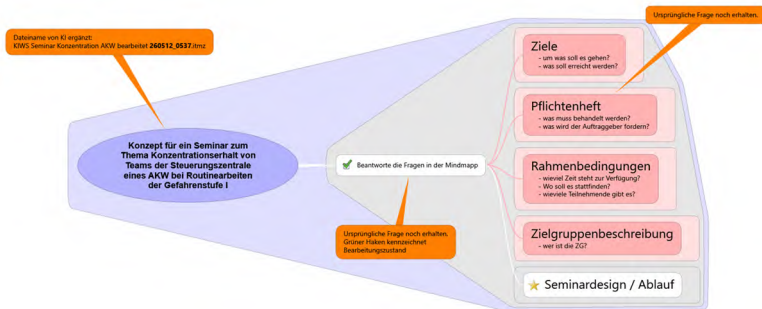 Ursprüngliche Frage noch erhalten.
Dateiname von KI ergänzt:
KIWS Seminar Konzentration AKW bearbeitet 260512_0537.itmz
Ziele
- um was soll es gehen?
- was soll erreicht werden?
Pflichtenheft
- was muss behandelt werden?
- was wird der Auftraggeber fordern?
Konzept für ein Seminar zum
Thema Konzentrationserhalt von
Teams der Steuerungszentrale
eines AKW bei Routinearbeiten
der Gefahrenstufe I
Beantworte die Fragen in der Mindmapp
Rahmenbedingungen
- wieviel Zeit steht zur Verfügung?
- Wo soll es stattfinden?
- wieviele Teilnehmende gibt es?
Ursprüngliche Frage noch erhalten.
Grüner Haken kennzeichnet
Bearbeitungszustand
Zielgruppenbeschreibung
- wer ist die ZG?
Seminardesign / Ablauf